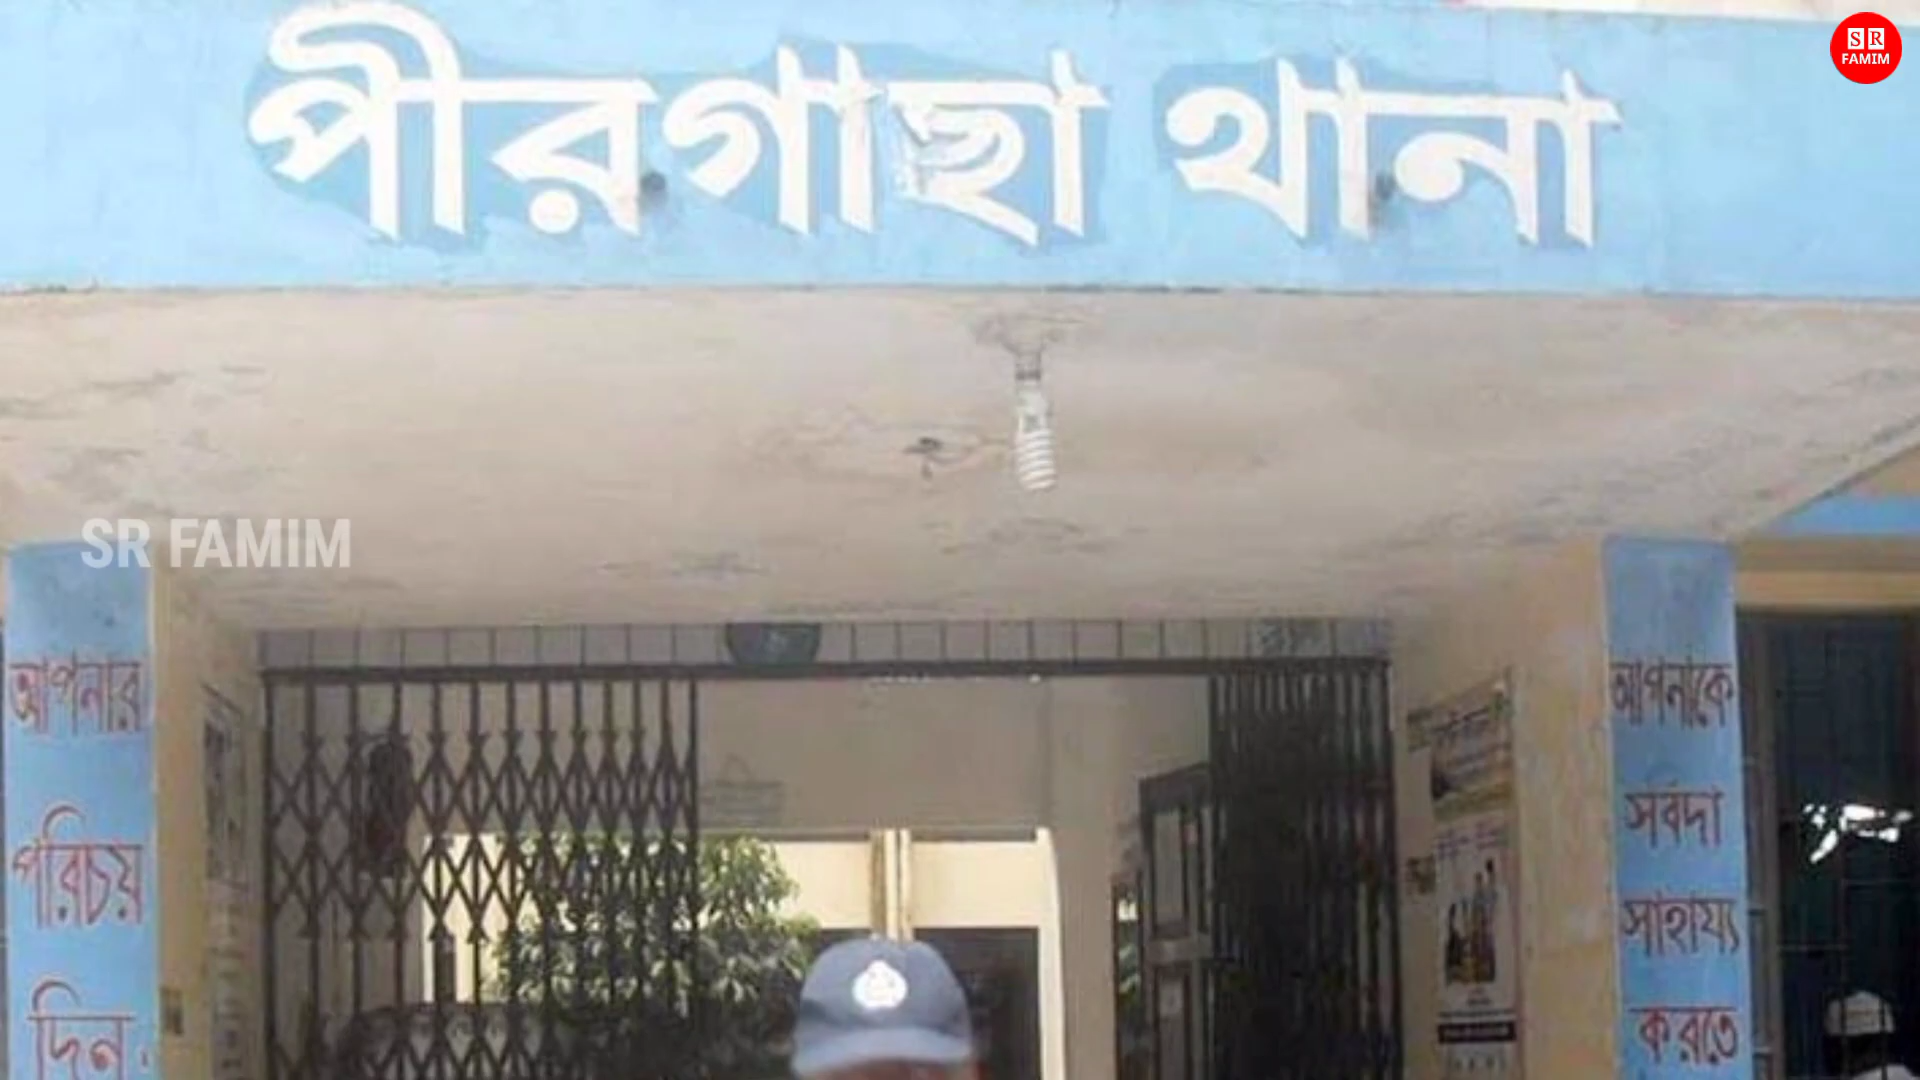 পীরগাছা থানা
SR
FAMIM
SR FAMIM
আপনার
পরিচয়
দিন।
আপনাকে
সর্বদা
সাহায্য
করতে